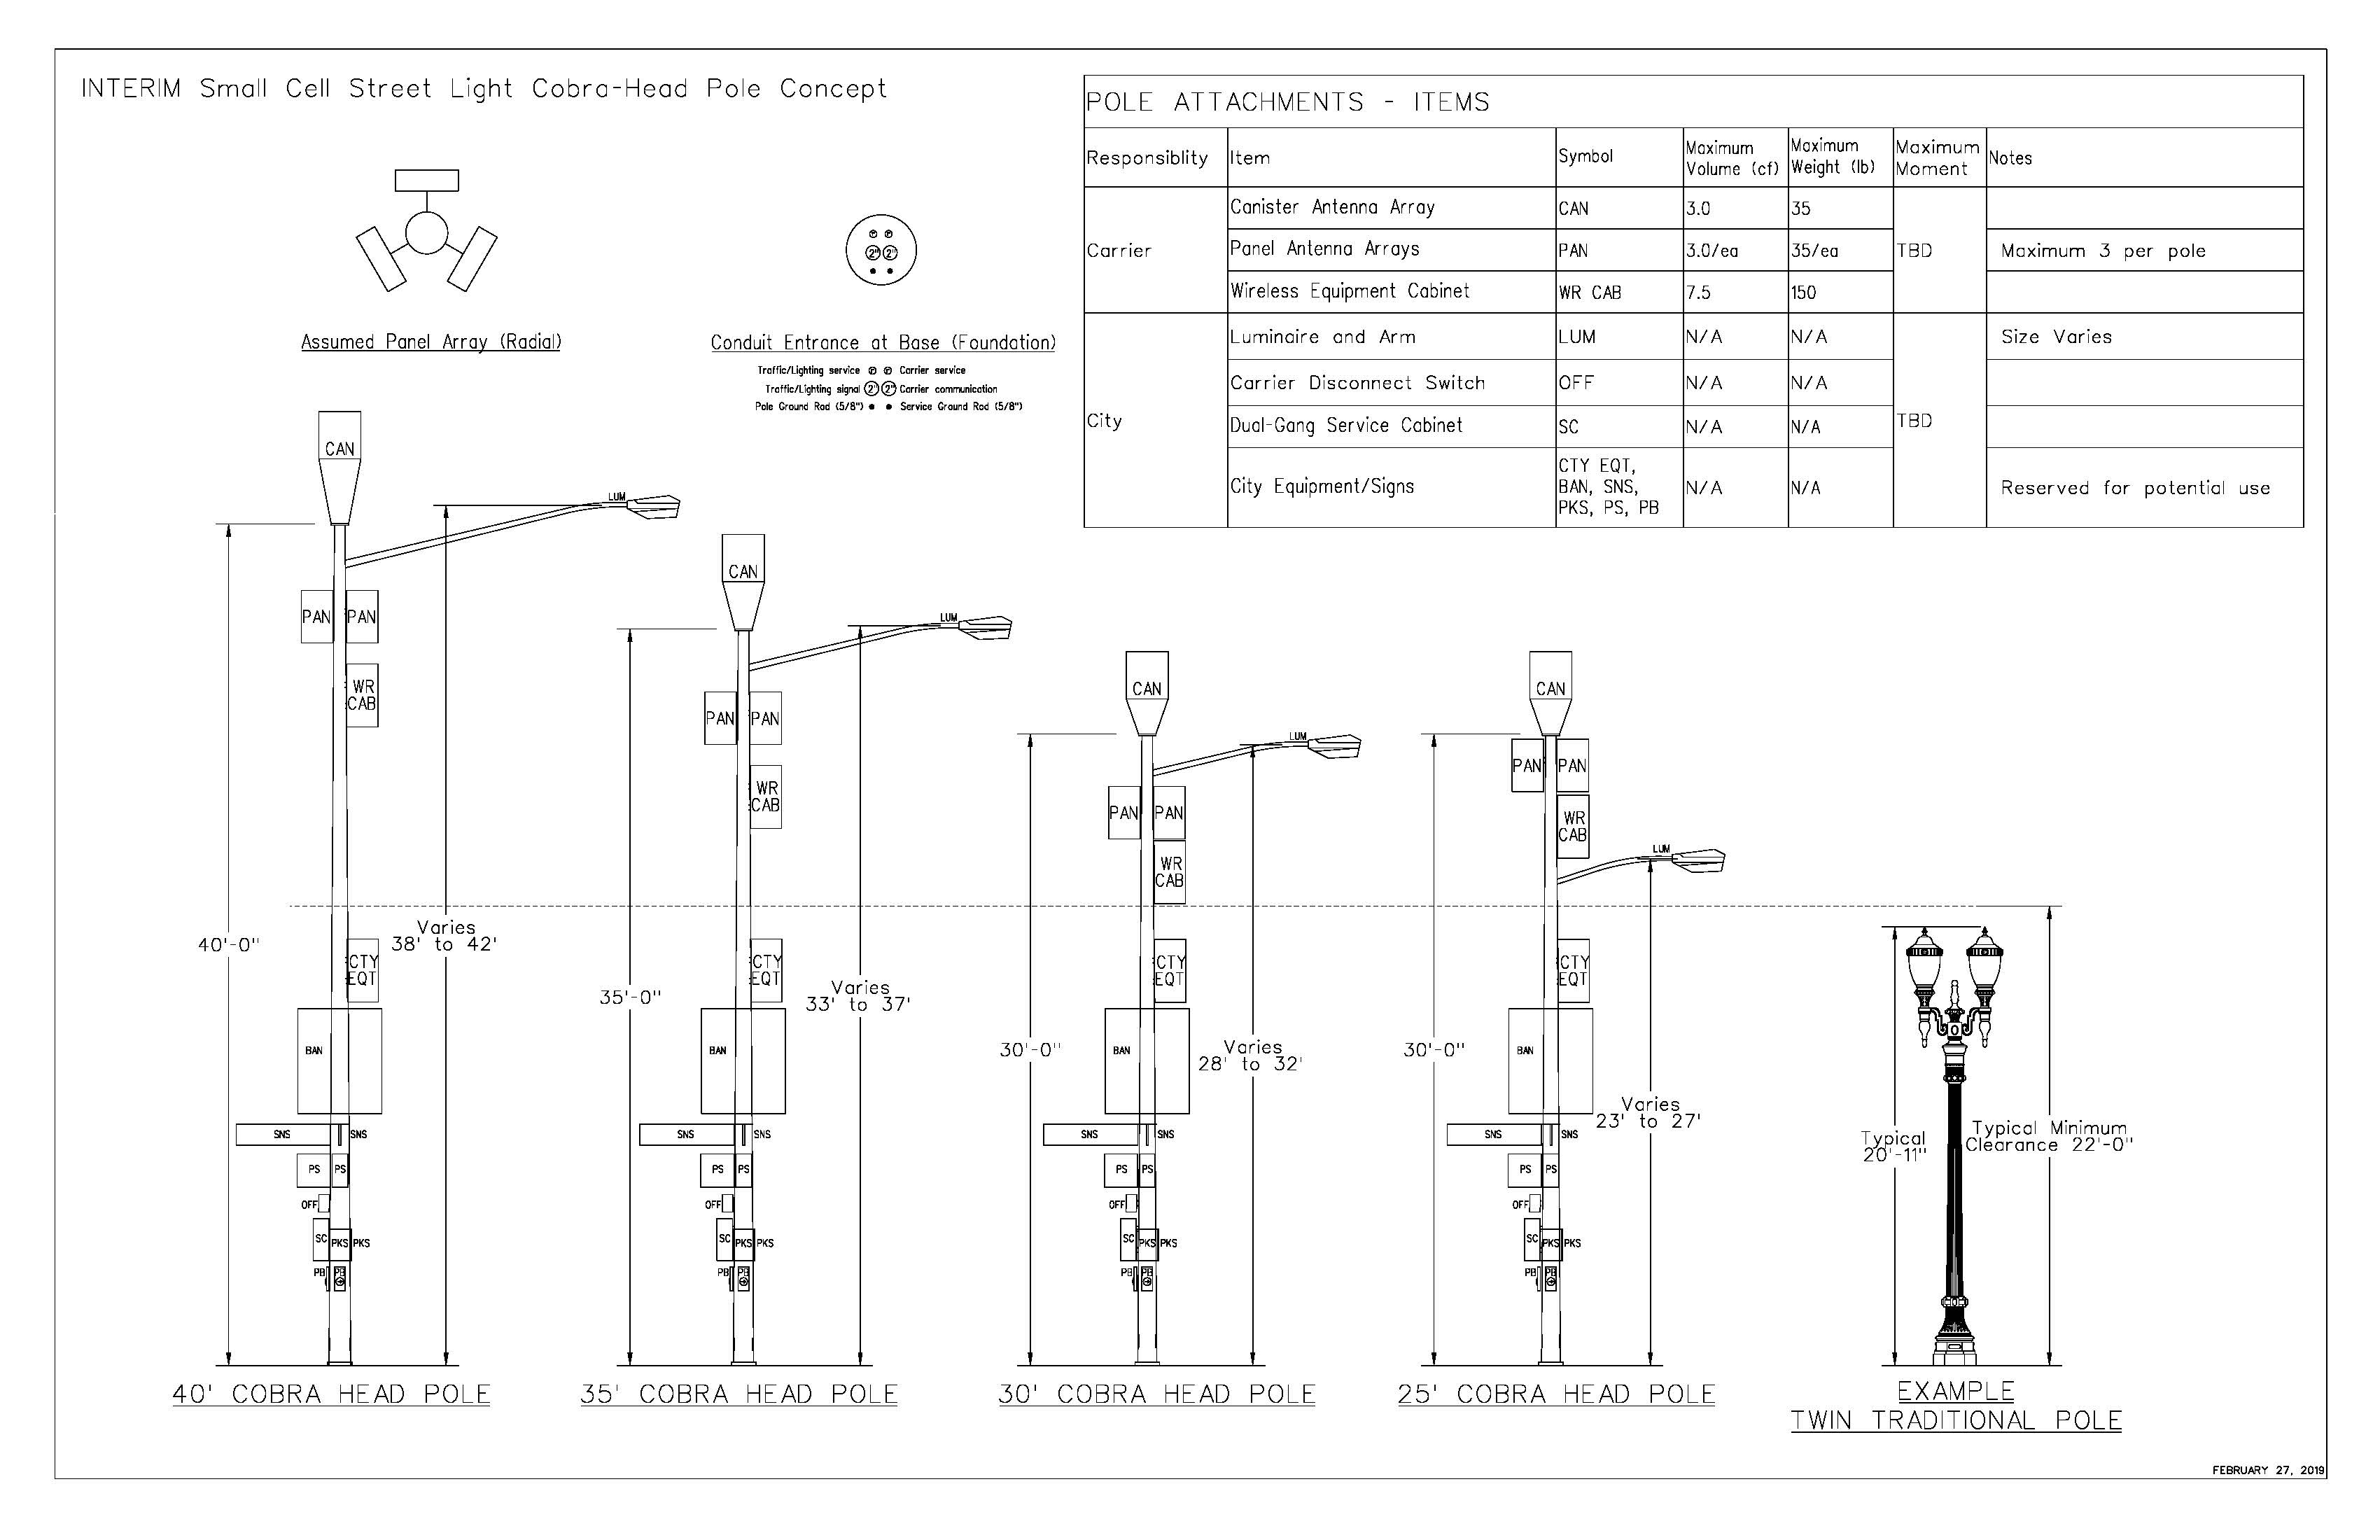 INTERIM Small Cell Street Light Cobra-Head Pole Concept
POLE ATTACHMENTS - ITEMS
Responsiblity Item Symbol Maximum Volume (cf) Maximum Weight (lb) Maximum Moment Notes
Carrier
Canister Antenna Array CAN 3.0 35
Panel Antenna Arrays PAN 3.0/ea 35/ea TBD Maximum 3 per pole
Wireless Equipment Cabinet WR CAB 7.5 150
City
Luminaire and Arm LUM N/A N/A Size Varies
Carrier Disconnect Switch OFF N/A N/A
Dual-Gang Service Cabinet SC N/A N/A TBD
City Equipment/Signs CTY EQT, BAN, SNS, PKS, PS, PB N/A N/A Reserved for potential use
2" 2"
Assumed Panel Array (Radial)
Conduit Entrance at Base (Foundation)
Traffic/Lighting service Carrier service
Traffic/Lighting signal 2" 2" Carrier communication
Pole Ground Rod (5/8") Service Ground Rod (5/8")
CAN
LUM
PAN PAN
WR
CAB
40'-0"
Varies
38' to 42'
CTY
EQT
BAN
SNS SNS
PS PS
OFF
SC PKS PKS
PB PB
40' COBRA HEAD POLE
CAN
LUM
PAN PAN
WR
CAB
35'-0"
Varies
33' to 37'
CTY
EQT
BAN
SNS SNS
PS PS
OFF
SC PKS PKS
PB PB
35' COBRA HEAD POLE
CAN
LUM
PAN PAN
WR
CAB
CTY
EQT
30'-0"
BAN
Varies
28' to 32'
SNS SNS
PS PS
OFF
SC PKS PKS
PB PB
30' COBRA HEAD POLE
CAN
PAN PAN
WR
CAB
LUM
CTY
EQT
30'-0"
BAN
Varies
23' to 27'
SNS SNS
PS PS
OFF
SC PKS PKS
PB PB
25' COBRA HEAD POLE
Typical
20'-11"
Typical Minimum
Clearance 22'-0"
EXAMPLE
TWIN TRADITIONAL POLE
FEBRUARY 27, 2019